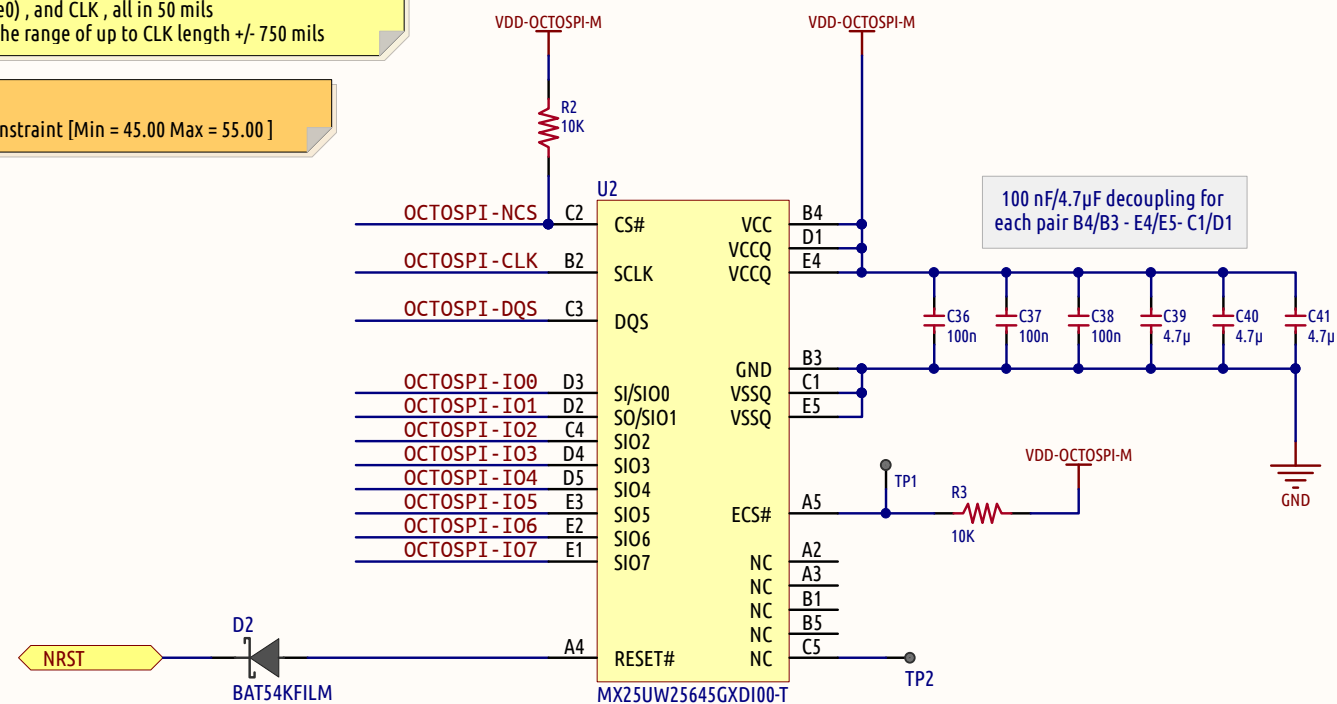 e0) , and CLK , all in 50 mils
he range of up to CLK length +/- 750 mils
nstraint [Min = 45.00 Max = 55.00 ]
VDD-OCTOSPI-M
VDD-OCTOSPI-M
R2
10K
U2
100 nF/4.7µF decoupling for
each pair B4/B3 - E4/E5- C1/D1
OCTOSPI-NCS C2 CS#
VCC B4
VCCQ D1
OCTOSPI-CLK B2 SCLK
VCCQ E4
OCTOSPI-DQS C3 DQS
C36
100n
C37
100n
C38
100n
C39
4.7µ
C40
4.7µ
C41
4.7µ
GND B3
VSSQ C1
VSSQ E5
OCTOSPI-IO0 D3 SI/SIO0
OCTOSPI-IO1 D2 SO/SIO1
OCTOSPI-IO2 C4 SIO2
OCTOSPI-IO3 D4 SIO3
OCTOSPI-IO4 D5 SIO4
OCTOSPI-IO5 E3 SIO5
OCTOSPI-IO6 E2 SIO6
OCTOSPI-IO7 E1 SIO7
VDD-OCTOSPI-M
GND
TP1
R3
10K
ECS# A5
NC A2
NC A3
NC B1
NC B5
NC C5
TP2
D2
NRST
BAT54KFILM
A4 RESET#
MX25UW25645GXDI00-T